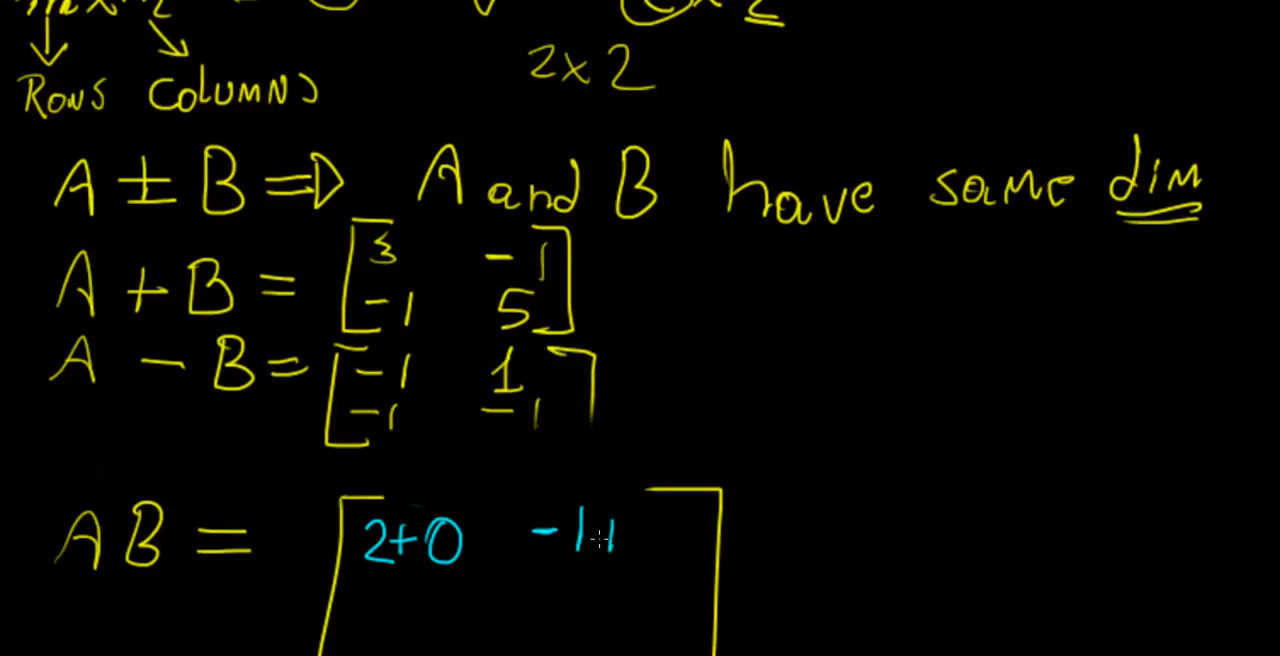 2
2x2
ROWS COLUMNS
A ± B ⇒ A and B have same dim
A + B = [3 -1
-1 5]
A - B = [-1 1
-1 -1]
AB = [2+0 -1+